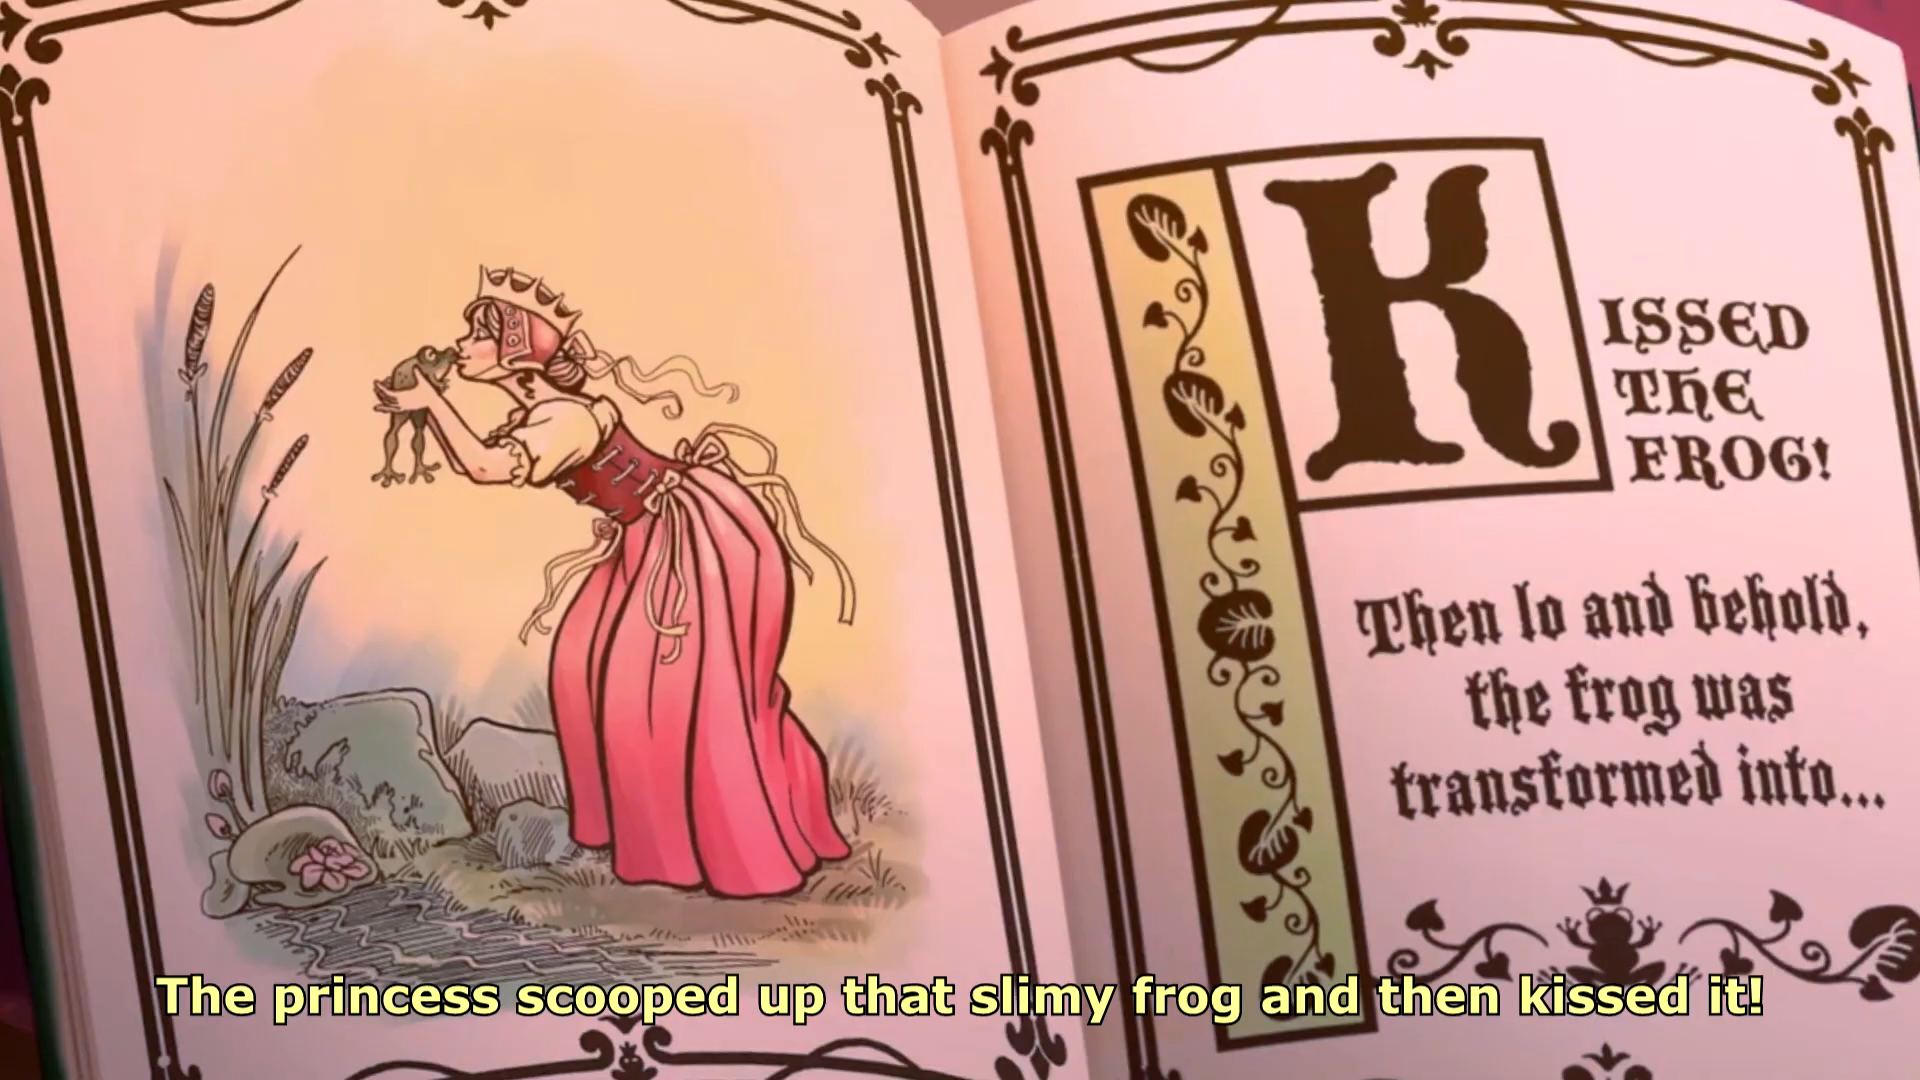 KISSED
THE
FROG!
Then lo and behold,
the frog was
transformed into...
The princess scooped up that slimy frog and then kissed it!